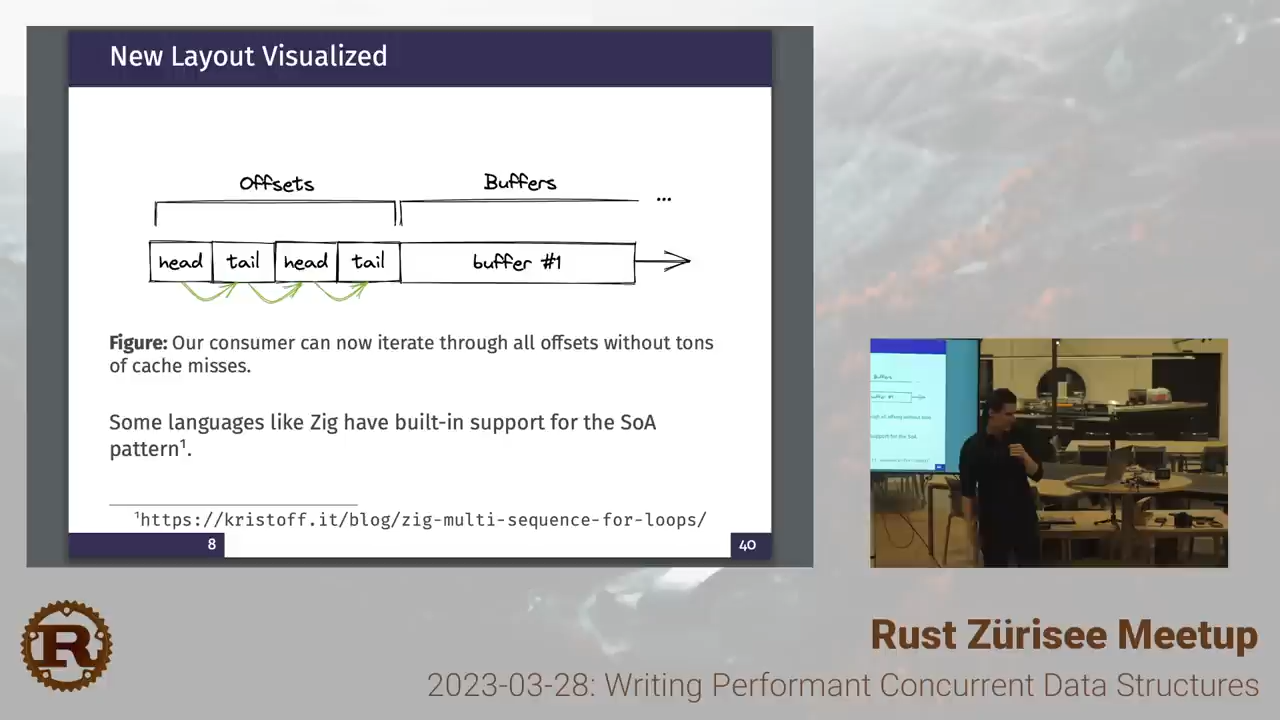 New Layout Visualized
Offsets
Buffers
...
head
tail
head
tail
buffer #1
Figure: Our consumer can now iterate through all offsets without tons
of cache misses.
Some languages like Zig have built-in support for the SoA
pattern¹.
¹https://kristoff.it/blog/zig-multi-sequence-for-loops/
8
40
Buffers
R
Rust Zürisee Meetup
2023-03-28: Writing Performant Concurrent Data Structures